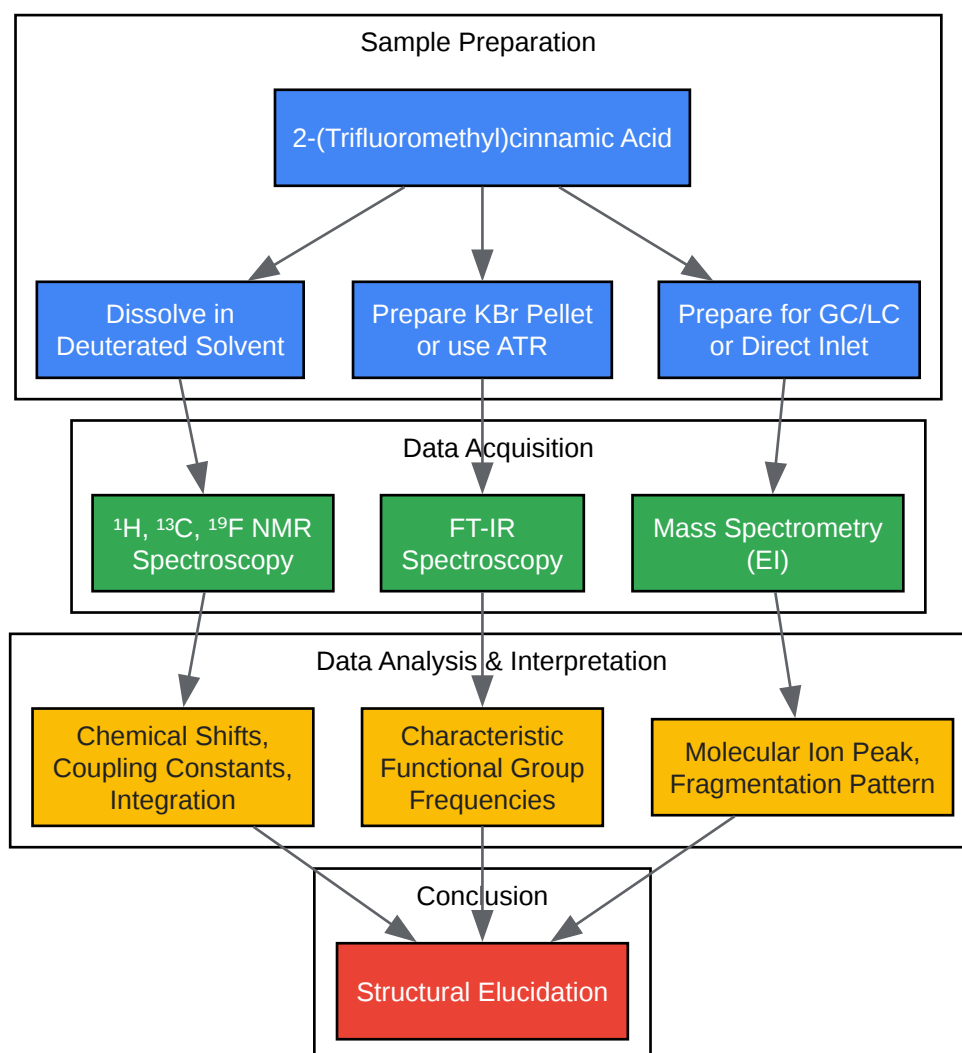 Sample Preparation
2-(Trifluoromethyl)cinnamic Acid
Dissolve in
Deuterated Solvent
Prepare KBr Pellet
or use ATR
Prepare for GC/LC
or Direct Inlet
Data Acquisition
¹H, ¹³C, ¹⁹F NMR
Spectroscopy
FT-IR
Spectroscopy
Mass Spectrometry
(EI)
Data Analysis & Interpretation
Chemical Shifts,
Coupling Constants,
Integration
Characteristic
Functional Group
Frequencies
Molecular Ion Peak,
Fragmentation Pattern
Conclusion
Structural Elucidation